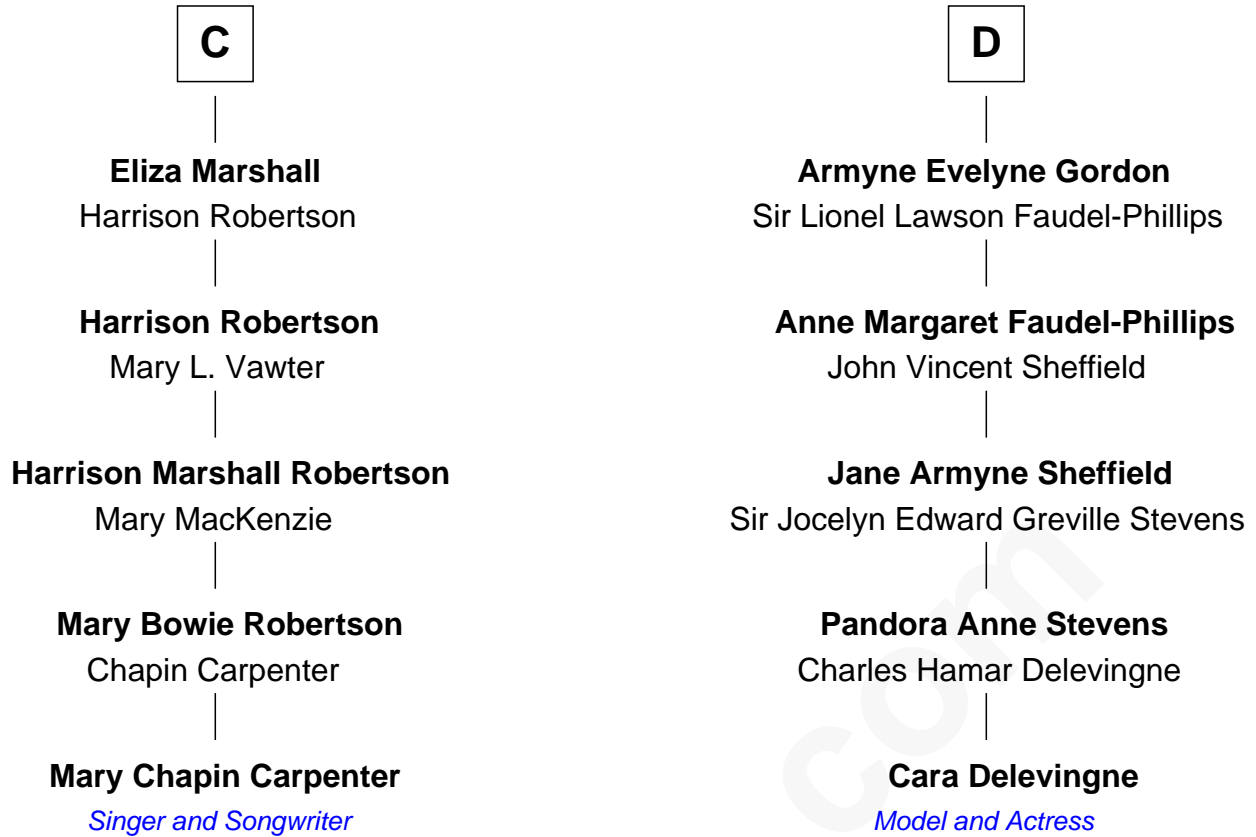 C
Eliza Marshall
Harrison Robertson
Harrison Robertson
Mary L. Vawter
Harrison Marshall Robertson
Mary MacKenzie
Mary Bowie Robertson
Chapin Carpenter
Mary Chapin Carpenter
Singer and Songwriter
D
Armyne Evelyne Gordon
Sir Lionel Lawson Faudel-Phillips
Anne Margaret Faudel-Phillips
John Vincent Sheffield
Jane Armyne Sheffield
Sir Jocelyn Edward Greville Stevens
Pandora Anne Stevens
Charles Hamar Delevingne
Cara Delevingne
Model and Actress
com